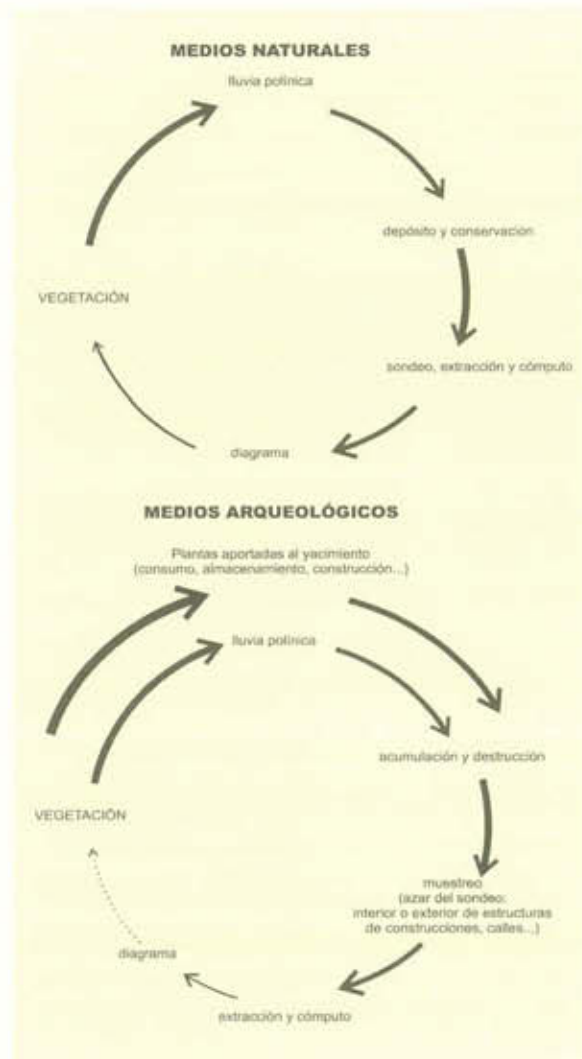 MEDIOS NATURALES
lluvia polínica
depósito y conservación
VEGETACIÓN
sondeo, extracción y cómputo
diagrama
MEDIOS ARQUEOLÓGICOS
Plantas aportadas al yacimiento
(consumo, almacenamiento, construcción...)
lluvia polínica
acumulación y destrucción
VEGETACIÓN
muestreo
(azar del sondeo:
interior o exterior de estructuras
de construcciones, calles...)
diagrama
extracción y cómputo